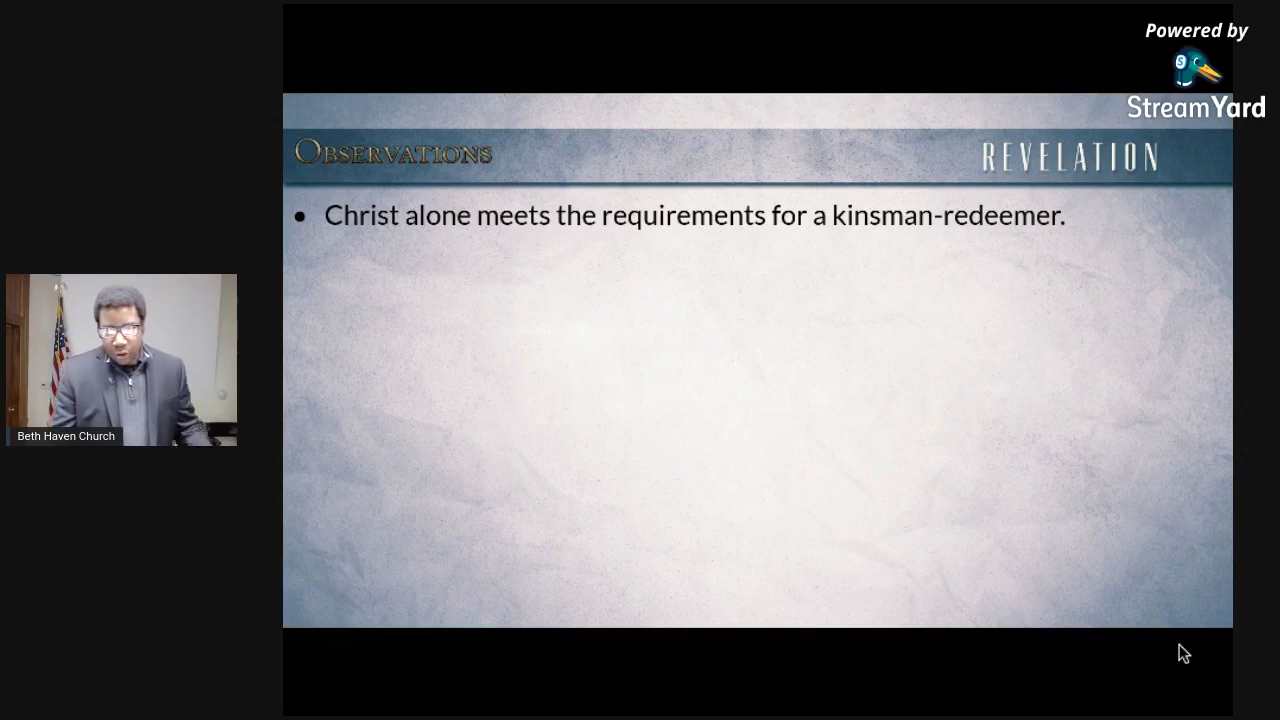 Powered by
StreamYard
OBSERVATIONS
REVELATION
• Christ alone meets the requirements for a kinsman-redeemer.
Beth Haven Church